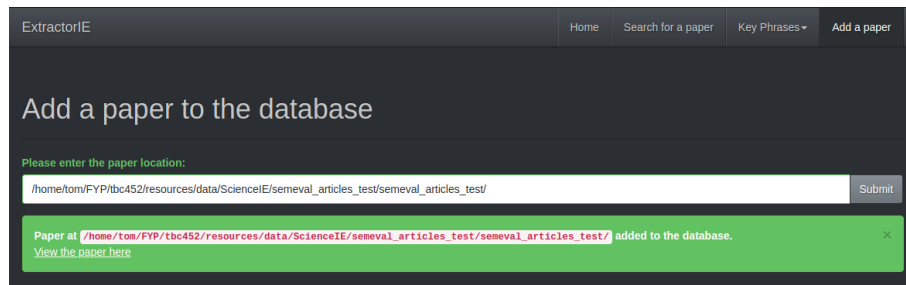 ExtractorIE Home Search for a paper Key Phrases Add a paper
Add a paper to the database
Please enter the paper location:
/home/tom/FYP/tbc452/resources/data/ScienceIE/semeval_articles_test/semeval_articles_test/ Submit
Paper at /home/tom/FYP/tbc452/resources/data/ScienceIE/semeval_articles_test/semeval_articles_test/ added to the database. ×
View the paper here